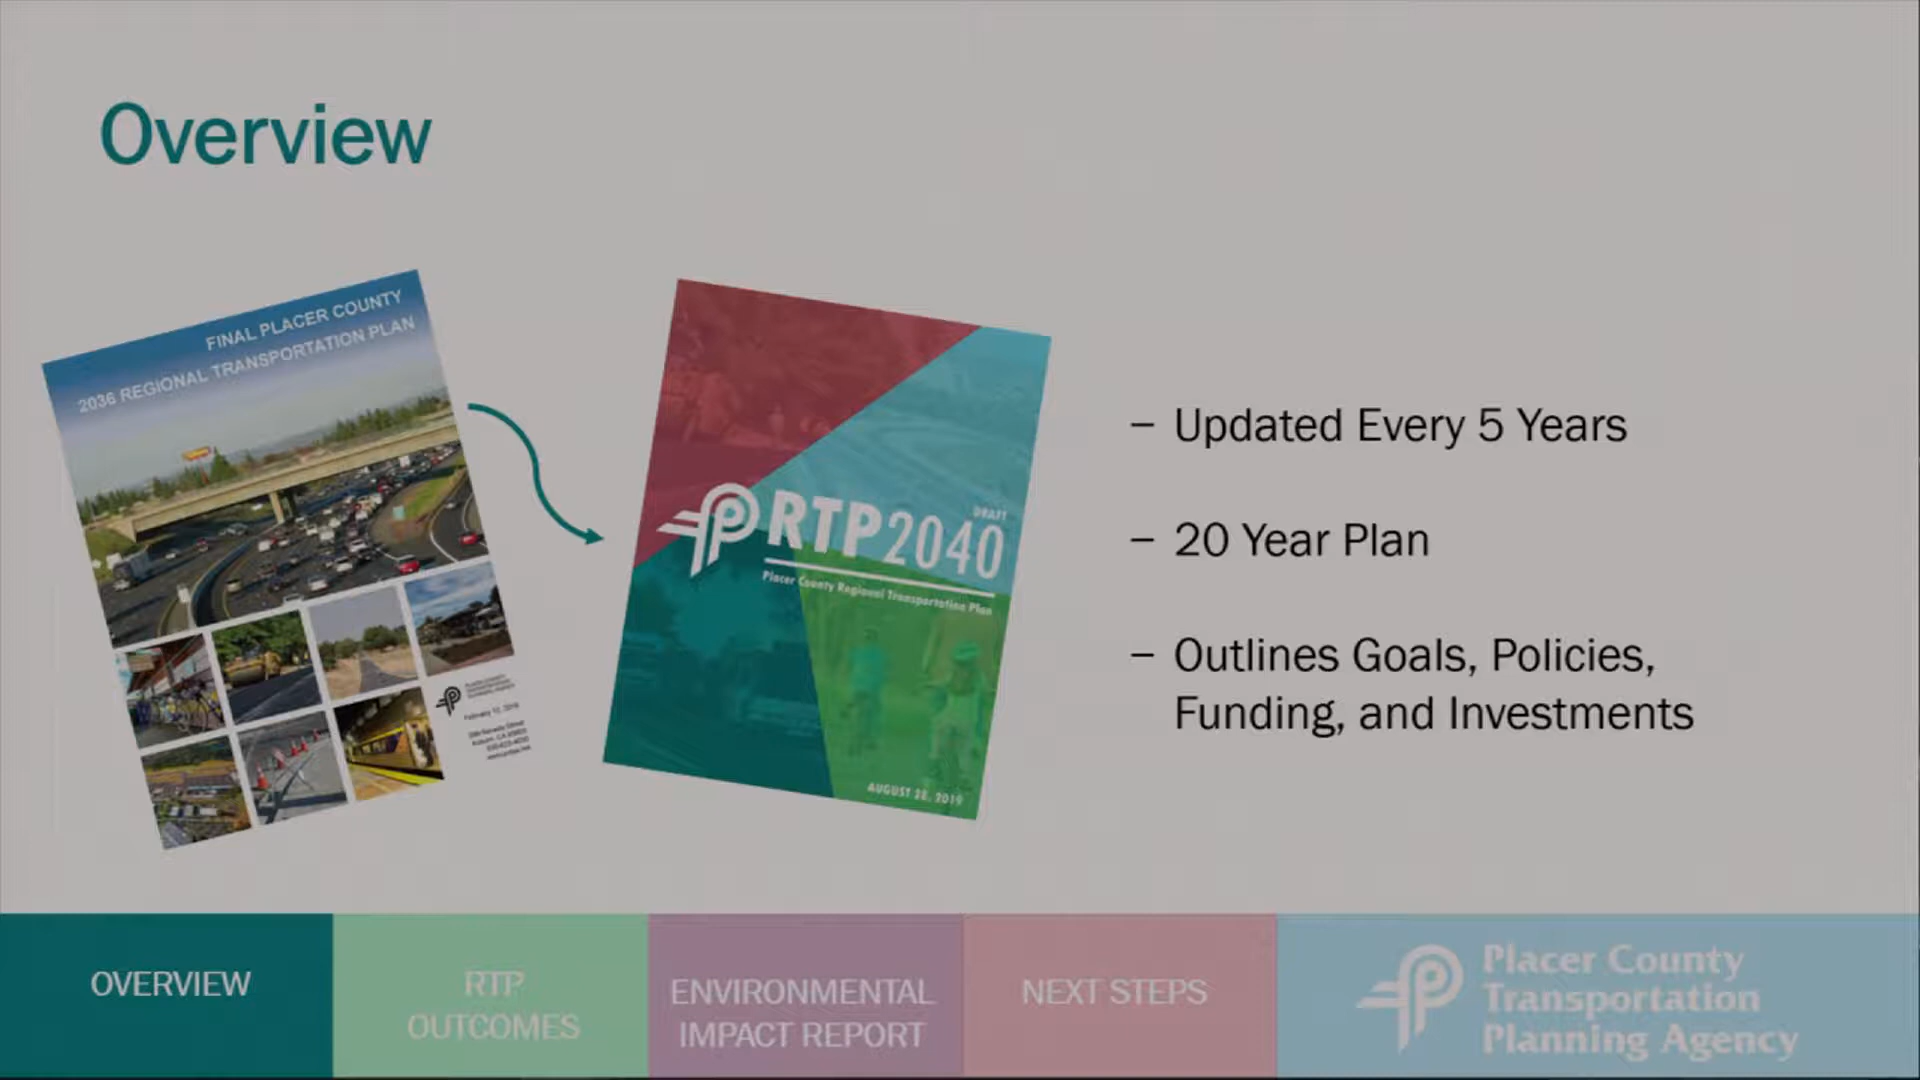 Overview
FINAL PLACER COUNTY
2036 REGIONAL TRANSPORTATION PLAN
DRAFT
RTP2040
Placer County Regional Transportation Plan
AUGUST 28, 2019
– Updated Every 5 Years
– 20 Year Plan
– Outlines Goals, Policies,
Funding, and Investments
OVERVIEW
RTP
OUTCOMES
ENVIRONMENTAL
IMPACT REPORT
NEXT STEPS
Placer County
Transportation
Planning Agency